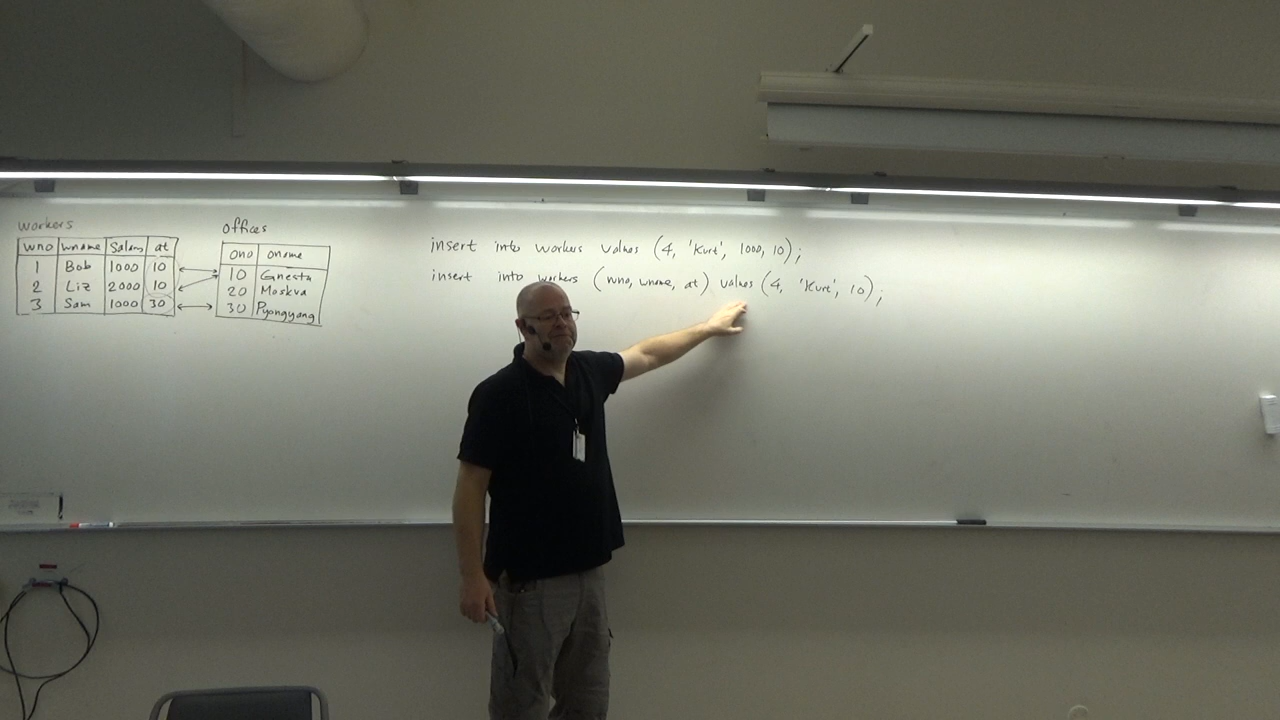 workers
wno wname Salary at
1 Bob 1000 10
2 Liz 2000 10
3 Sam 1000 30
offices
ono oname
10 Gnesta
20 Moskva
30 Pyongyang
insert into workers values (4, 'Kurt', 1000, 10);
insert into workers (wno, wname, at) values (4, 'Kurt', 10);